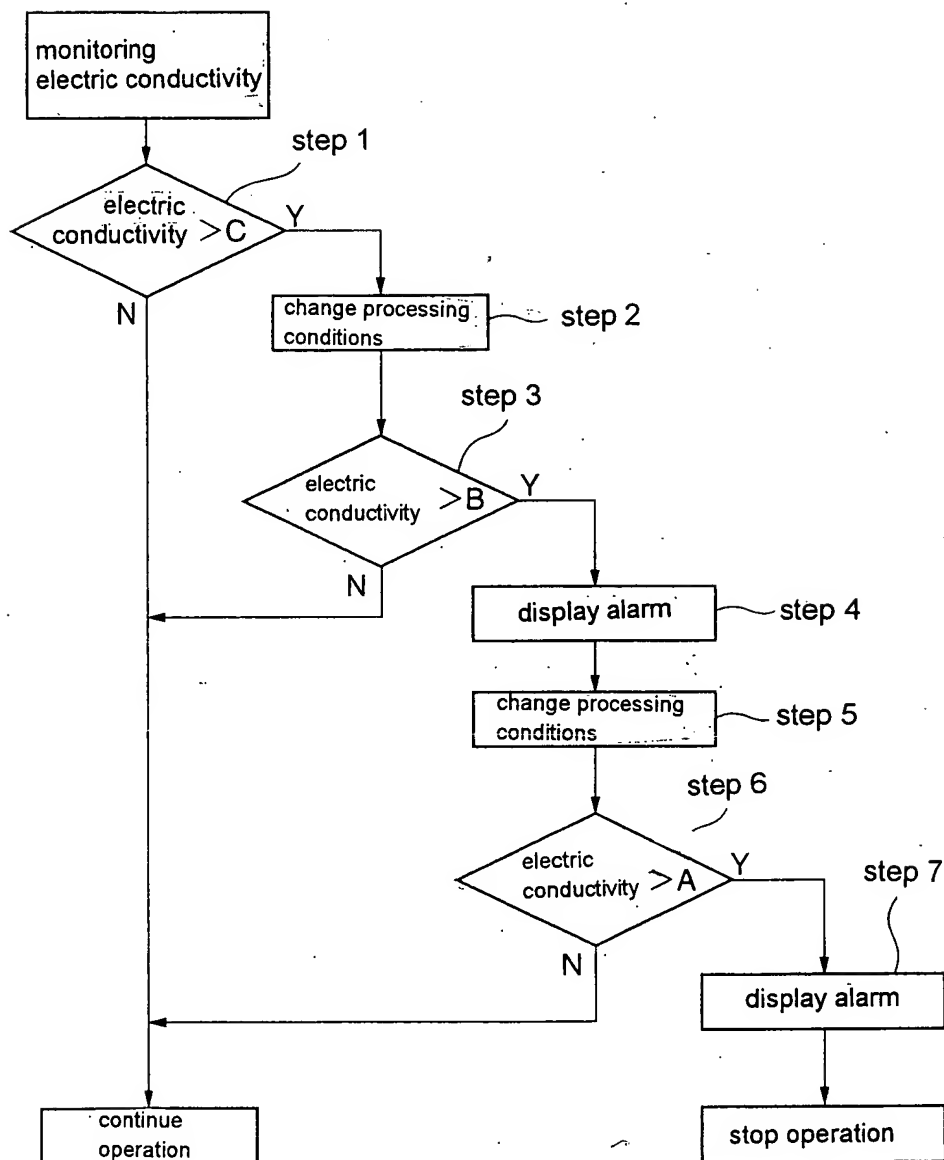 monitoring
electric conductivity
step 1
electric
conductivity >C
Y
N
change processing
conditions
step 2
step 3
electric
conductivity >B
Y
N
display alarm
step 4
change processing
conditions
step 5
step 6
electric
conductivity >A
Y
N
step 7
display alarm
continue
operation
stop operation